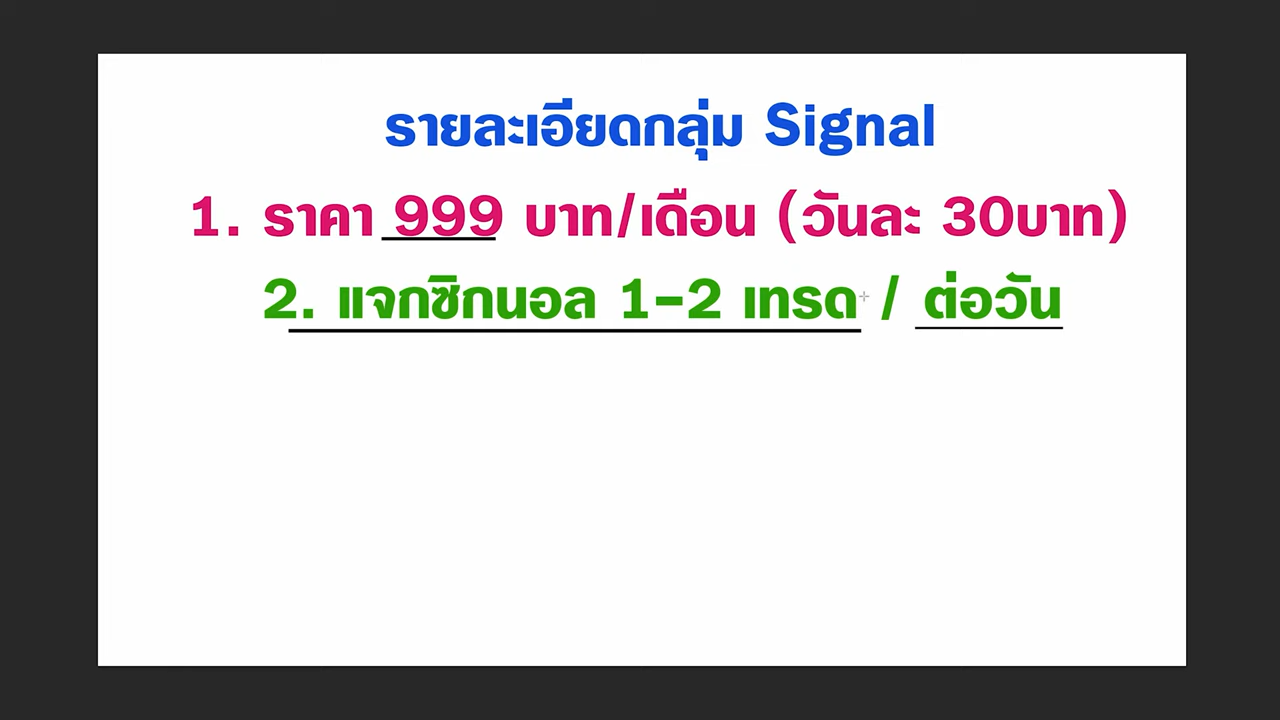 รายละเอียดกลุ่ม Signal
1. ราคา 999 บาท/เดือน (วันละ 30บาท)
2. แจกซิกนอล 1-2 เทรด / ต่อวัน